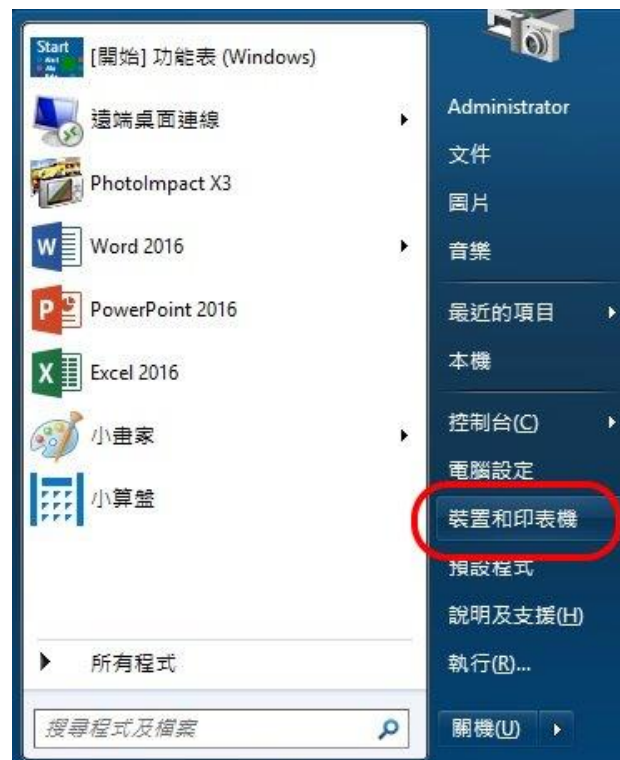 Start
[開始] 功能表 (Windows)
遠端桌面連線
PhotoImpact X3
Word 2016
PowerPoint 2016
Excel 2016
小畫家
小算盤
所有程式
搜尋程式及檔案
Administrator
文件
圖片
音樂
最近的項目
本機
控制台(C)
電腦設定
裝置和印表機
預設程式
說明及支援(H)
執行(R)...
關機(U)